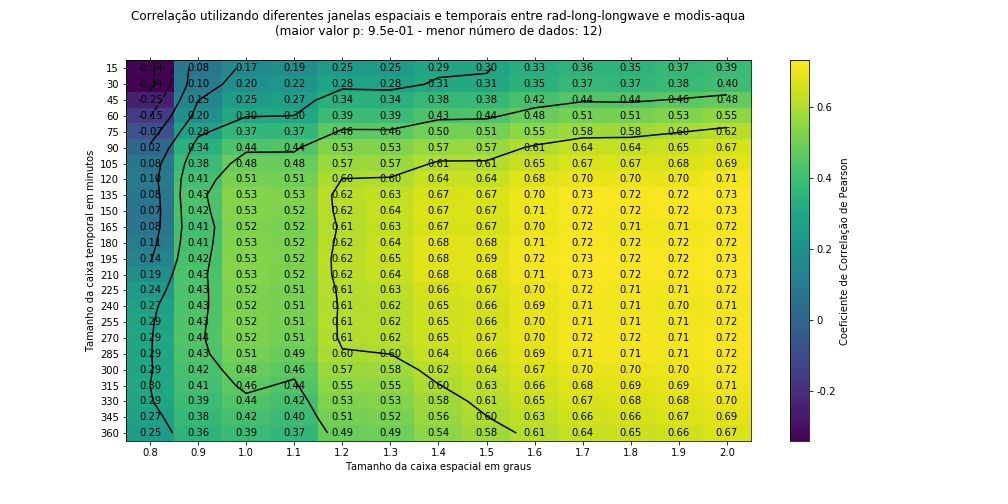 Correlação utilizando diferentes janelas espaciais e temporais entre rad-long-longwave e modis-aqua
(maior valor p: 9.5e-01 - menor número de dados: 12)
Tamanho da caixa temporal em minutos
15 -0.34 0.08 0.17 0.19 0.25 0.25 0.29 0.30 0.33 0.36 0.35 0.37 0.39
30 -0.34 0.10 0.20 0.22 0.28 0.28 0.31 0.31 0.35 0.37 0.37 0.38 0.40
45 -0.25 0.15 0.25 0.27 0.34 0.34 0.38 0.38 0.42 0.44 0.44 0.46 0.48
60 -0.15 0.20 0.30 0.30 0.39 0.39 0.43 0.44 0.48 0.51 0.51 0.53 0.55
75 -0.07 0.28 0.37 0.37 0.46 0.46 0.50 0.51 0.55 0.58 0.58 0.60 0.62
90 0.02 0.34 0.44 0.44 0.53 0.53 0.57 0.57 0.61 0.64 0.64 0.65 0.67
105 0.08 0.38 0.48 0.48 0.57 0.57 0.61 0.61 0.65 0.67 0.67 0.68 0.69
120 0.10 0.41 0.51 0.51 0.60 0.60 0.64 0.64 0.68 0.70 0.70 0.70 0.71
135 0.08 0.43 0.53 0.53 0.62 0.63 0.67 0.67 0.70 0.73 0.72 0.72 0.73
150 0.07 0.42 0.53 0.52 0.62 0.64 0.67 0.67 0.71 0.72 0.72 0.72 0.73
165 0.08 0.41 0.52 0.52 0.61 0.63 0.67 0.67 0.70 0.72 0.71 0.71 0.72
180 0.11 0.41 0.53 0.52 0.62 0.64 0.68 0.68 0.71 0.72 0.72 0.72 0.72
195 0.14 0.42 0.53 0.52 0.62 0.65 0.68 0.69 0.72 0.73 0.72 0.72 0.73
210 0.19 0.43 0.53 0.52 0.62 0.64 0.68 0.68 0.71 0.73 0.72 0.72 0.73
225 0.24 0.43 0.52 0.51 0.61 0.63 0.66 0.67 0.70 0.72 0.71 0.71 0.72
240 0.27 0.43 0.52 0.51 0.61 0.62 0.65 0.66 0.69 0.71 0.71 0.70 0.71
255 0.29 0.43 0.52 0.51 0.61 0.62 0.65 0.66 0.70 0.71 0.71 0.71 0.72
270 0.29 0.44 0.52 0.51 0.61 0.62 0.65 0.67 0.70 0.72 0.71 0.71 0.72
285 0.29 0.43 0.51 0.49 0.60 0.60 0.64 0.66 0.69 0.71 0.71 0.71 0.72
300 0.29 0.42 0.48 0.46 0.57 0.58 0.62 0.64 0.67 0.70 0.70 0.70 0.72
315 0.30 0.41 0.46 0.44 0.55 0.55 0.60 0.63 0.66 0.68 0.69 0.69 0.71
330 0.29 0.39 0.44 0.42 0.53 0.53 0.58 0.61 0.65 0.67 0.68 0.68 0.70
345 0.27 0.38 0.42 0.40 0.51 0.52 0.56 0.60 0.63 0.66 0.66 0.67 0.69
360 0.25 0.36 0.39 0.37 0.49 0.49 0.54 0.58 0.61 0.64 0.65 0.66 0.67
0.8 0.9 1.0 1.1 1.2 1.3 1.4 1.5 1.6 1.7 1.8 1.9 2.0
Tamanho da caixa espacial em graus
0.6
0.4
0.2
0
-0.2
Coeficiente de Correlação de Pearson